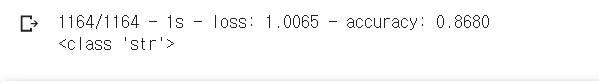 1164/1164 - 1s - loss: 1.0065 - accuracy: 0.8680
<class 'str'>